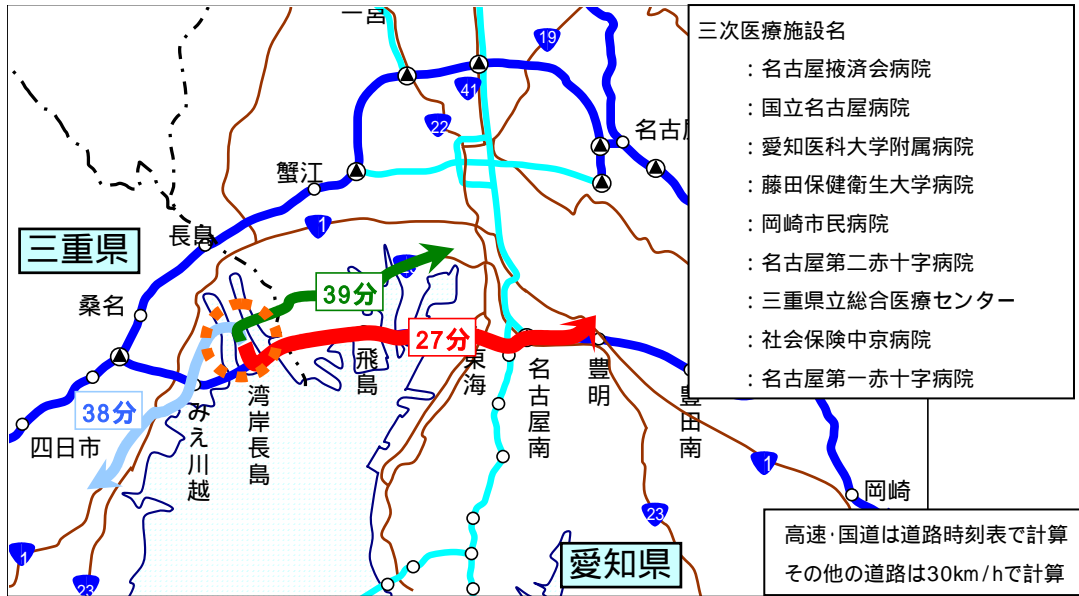 一宮
19
41
22
名古屋
蟹江
1
長島
三重県
桑名
39分
27分
38分
四日市
みえ川越
湾岸長島
飛島
東海
名古屋南
豊明
豊田南
岡崎
1
23
1
23
愛知県
三次医療施設名
：名古屋掖済会病院
：国立名古屋病院
：愛知医科大学附属病院
：藤田保健衛生大学病院
：岡崎市民病院
：名古屋第二赤十字病院
：三重県立総合医療センター
：社会保険中京病院
：名古屋第一赤十字病院
高速･国道は道路時刻表で計算
その他の道路は30km/hで計算